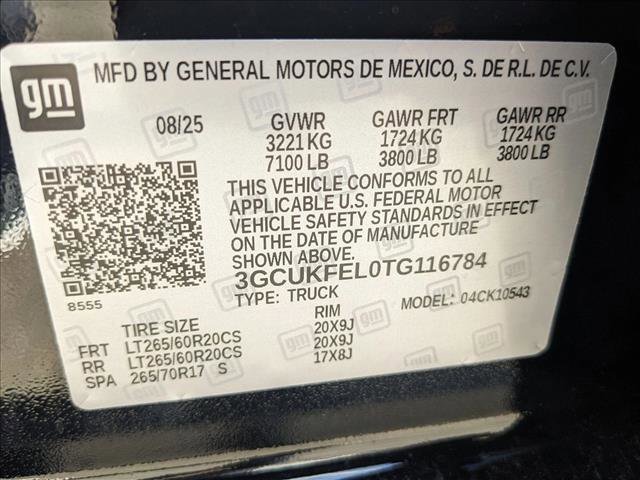 gm
MFD BY GENERAL MOTORS DE MEXICO, S. DE R.L. DE C.V.
08/25 GVWR GAWR FRT GAWR RR
3221 KG 1724 KG 1724 KG
7100 LB 3800 LB 3800 LB
THIS VEHICLE CONFORMS TO ALL
APPLICABLE U.S. FEDERAL MOTOR
VEHICLE SAFETY STANDARDS IN EFFECT
ON THE DATE OF MANUFACTURE
SHOWN ABOVE.
3GCUKFEL0TG116784
8555 TYPE: TRUCK MODEL: 04CK10543
TIRE SIZE RIM
FRT LT265/60R20CS 20X9J
RR LT265/60R20CS 20X9J
SPA 265/70R17 S 17X8J